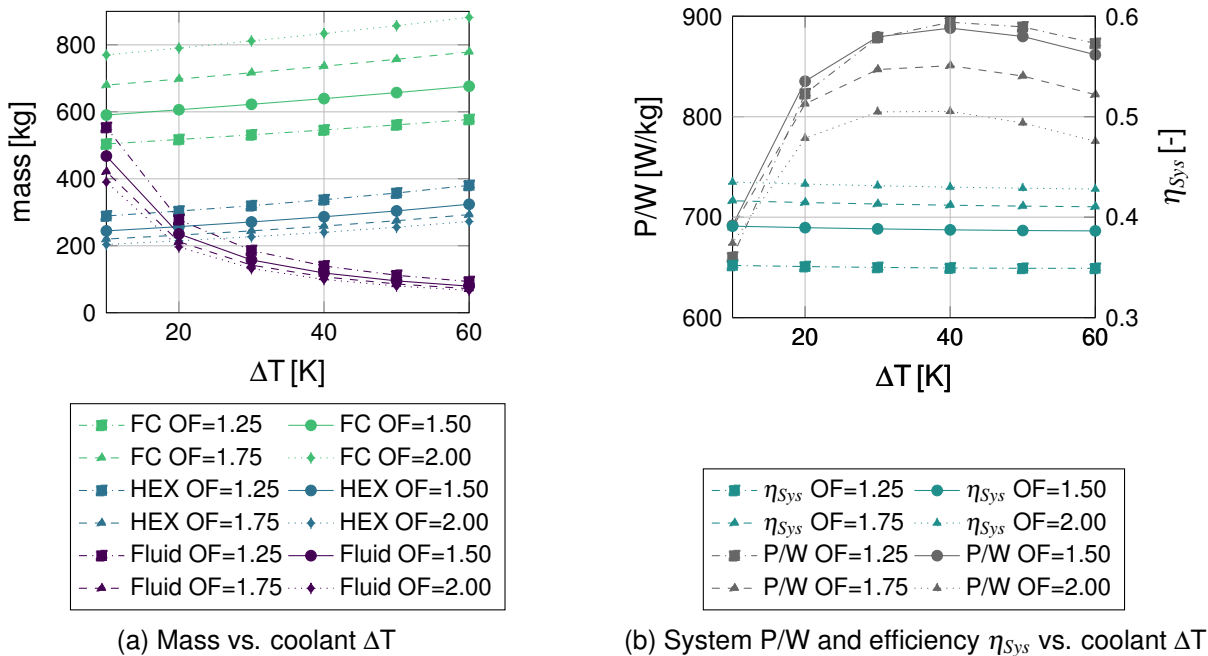 800
600
400
200
0
mass [kg]
20 40 60
ΔT [K]
FC OF=1.25 FC OF=1.50
FC OF=1.75 FC OF=2.00
HEX OF=1.25 HEX OF=1.50
HEX OF=1.75 HEX OF=2.00
Fluid OF=1.25 Fluid OF=1.50
Fluid OF=1.75 Fluid OF=2.00
(a) Mass vs. coolant ΔT
900
800
700
600
P/W [W/kg]
0.6
0.5
0.4
0.3
η_Sys [-]
20 40 60
ΔT [K]
η_Sys OF=1.25 η_Sys OF=1.50
η_Sys OF=1.75 η_Sys OF=2.00
P/W OF=1.25 P/W OF=1.50
P/W OF=1.75 P/W OF=2.00
(b) System P/W and efficiency η_Sys vs. coolant ΔT